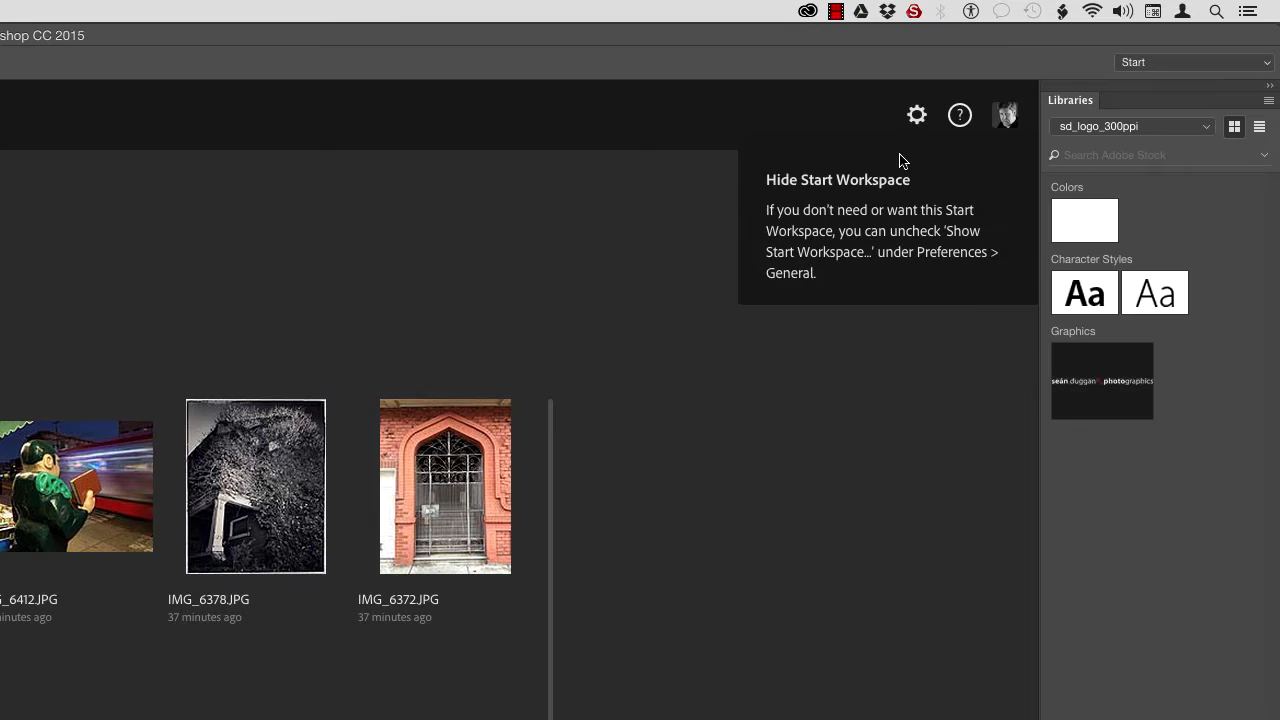 shop CC 2015
Start
Libraries
sd_logo_300ppi
Search Adobe Stock
Hide Start Workspace
If you don't need or want this Start
Workspace, you can uncheck 'Show
Start Workspace...' under Preferences >
General.
Colors
Character Styles
Aa Aa
Graphics
seán.duggan photographics
_6412.JPG IMG_6378.JPG IMG_6372.JPG
minutes ago 37 minutes ago 37 minutes ago